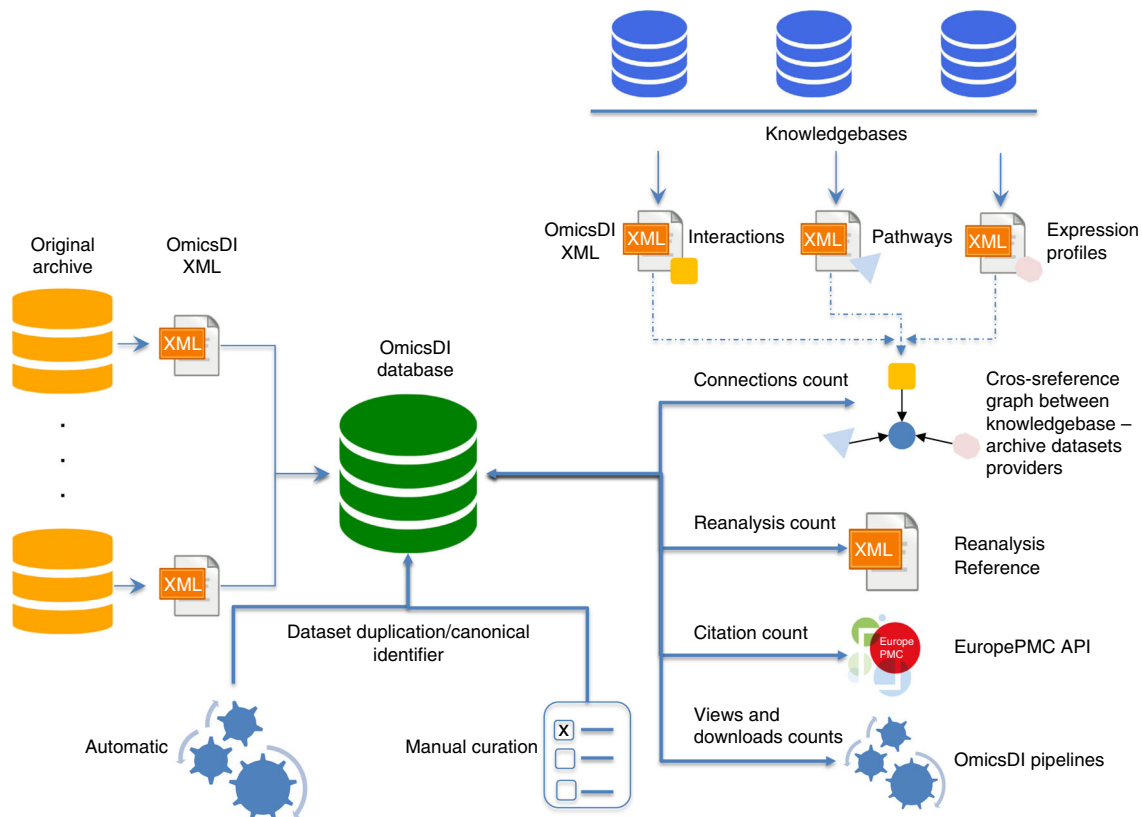 Knowledgebases
Original
archive
OmicsDI
XML
XML
XML
OmicsDI
XML
XML
Interactions
XML
Pathways
XML
Expression
profiles
OmicsDI
database
Connections count
Cros-sreference
graph between
knowledgebase –
archive datasets
providers
Reanalysis count
XML
Reanalysis
Reference
Citation count
Europe
PMC
EuropePMC API
Views and
downloads counts
OmicsDI pipelines
Dataset duplication/canonical
identifier
Automatic
Manual curation
X